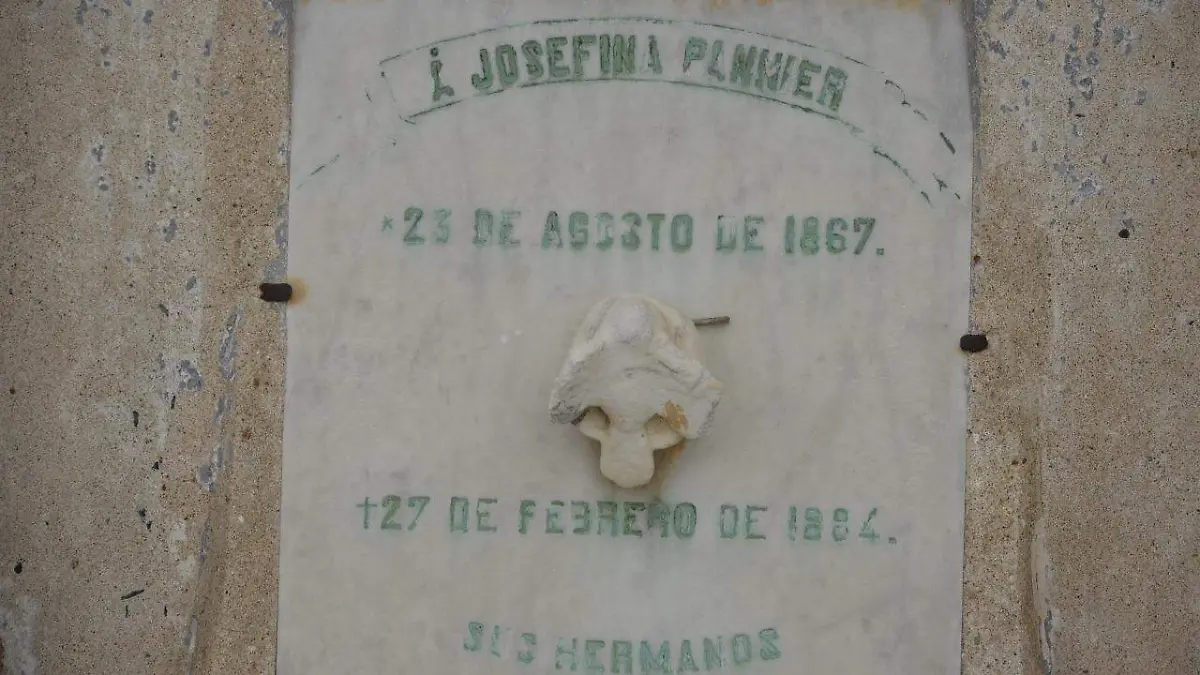 Á JOSEFINA PANNIER
*23 DE AGOSTO DE 1867.
†27 DE FEBRERO DE 1884.
SUS HERMANOS